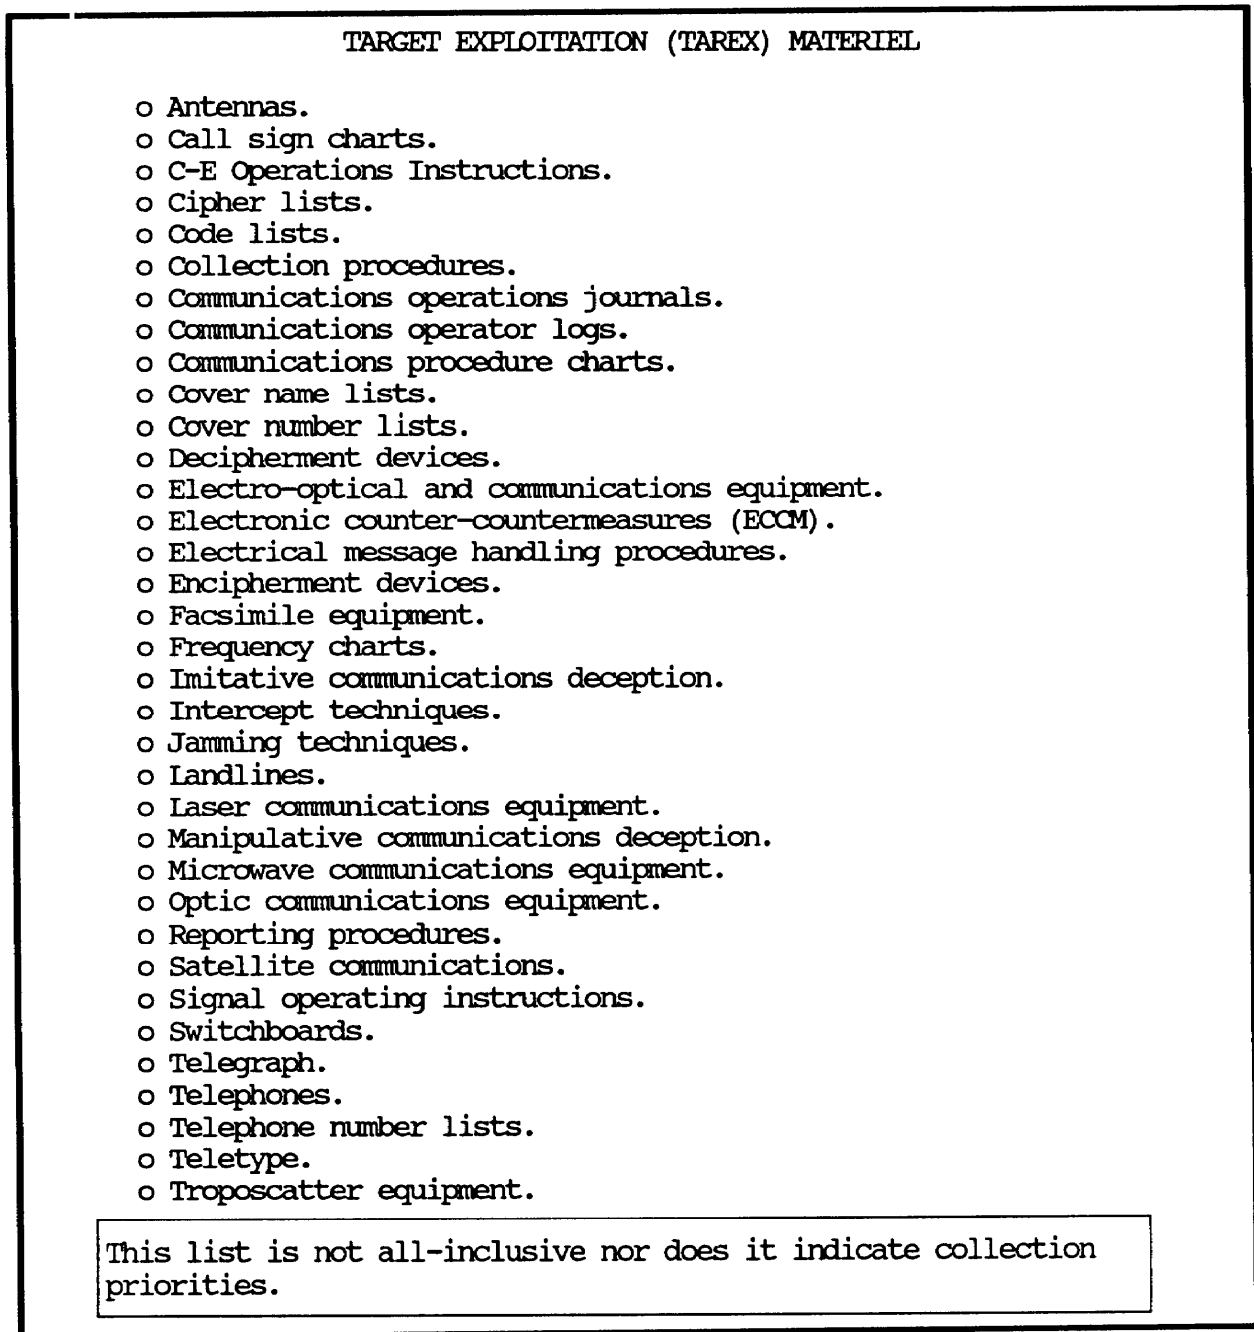 TARGET EXPLOITATION (TAREX) MATERIEL
o Antennas.
o Call sign charts.
o C-E Operations Instructions.
o Cipher lists.
o Code lists.
o Collection procedures.
o Communications operations journals.
o Communications operator logs.
o Communications procedure charts.
o Cover name lists.
o Cover number lists.
o Decipherment devices.
o Electro-optical and communications equipment.
o Electronic counter-countermeasures (ECCM).
o Electrical message handling procedures.
o Encipherment devices.
o Facsimile equipment.
o Frequency charts.
o Imitative communications deception.
o Intercept techniques.
o Jamming techniques.
o Landlines.
o Laser communications equipment.
o Manipulative communications deception.
o Microwave communications equipment.
o Optic communications equipment.
o Reporting procedures.
o Satellite communications.
o Signal operating instructions.
o Switchboards.
o Telegraph.
o Telephones.
o Telephone number lists.
o Teletype.
o Troposcatter equipment.
This list is not all-inclusive nor does it indicate collection
priorities.